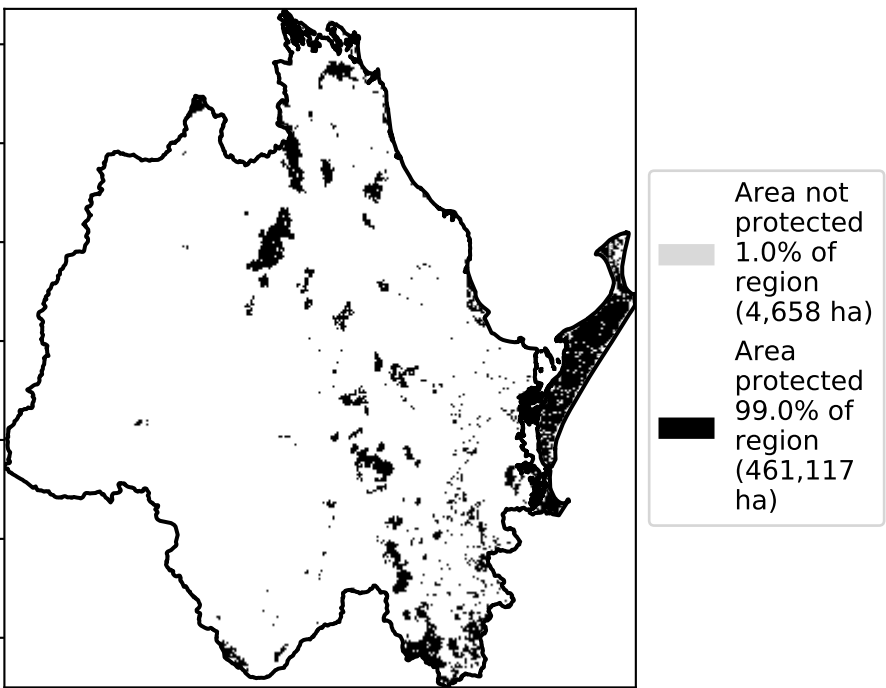 Area not
protected
1.0% of
region
(4,658 ha)
Area
protected
99.0% of
region
(461,117
ha)